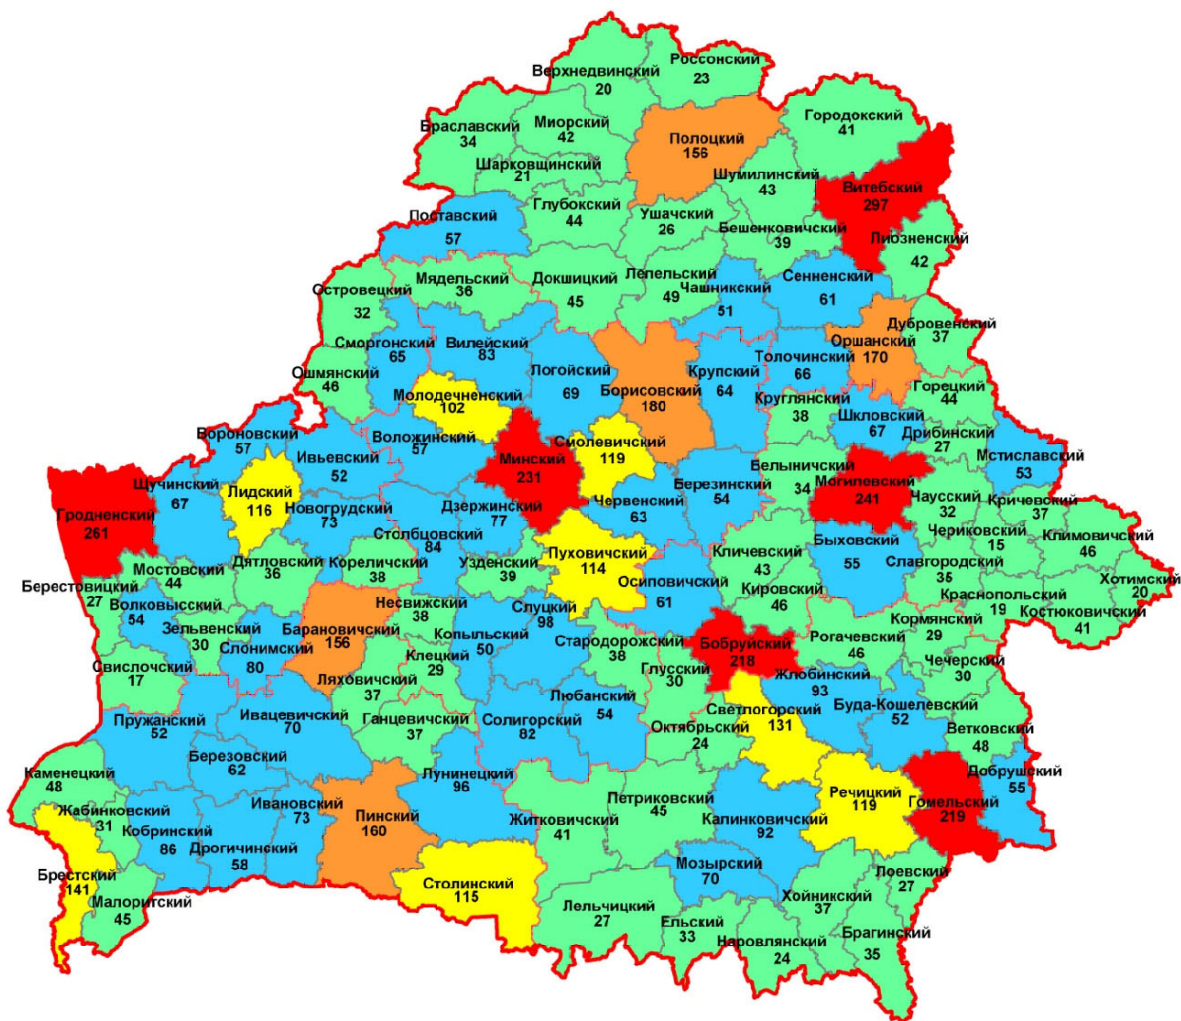 Россонский
23
Верхнедвинский
20
Городокский
41
Браславский
34
Миорский
42
Полоцкий
156
Шарковщинский
21
Шумилинский
43
Витебский
297
Глубокский
44
Ушачский
26
Поставский
57
Бешенковичский
39
Лиозненский
42
Мядельский
36
Докшицкий
45
Лепельский
49
Чашникский
51
Сенненский
61
Островецкий
32
Дубровенский
37
Сморгонский
65
Вилейский
83
Оршанский
170
Толочинский
66
Логойский
69
Крупский
64
Ошмянский
46
Борисовский
180
Горецкий
44
Молодечненский
102
Круглянский
38
Шкловский
67
Дрибинский
27
Вороновский
57
Воложинский
57
Смолевичский
119
Ивьевский
52
Минский
231
Мстиславский
53
Белыничский
34
Могилевский
241
Щучинский
67
Лидский
116
Березинский
54
Чаусский
32
Кричевский
37
Червенский
63
Новогрудский
73
Дзержинский
77
Гродненский
261
Столбцовский
84
Чериковский
15
Климовичский
46
Быховский
55
Пуховичский
114
Кличевский
43
Мостовский
44
Дятловский
36
Кореличский
38
Узденский
39
Славгородский
35
Хотимский
20
Берестовицкий
27
Осиповичский
61
Кировский
46
Краснопольский
19
Костюковичский
41
Волковысский
54
Несвижский
38
Слуцкий
98
Кормянский
29
Зельвенский
30
Барановичский
156
Копыльский
50
Стародорожский
38
Бобруйский
218
Рогачевский
46
Слонимский
80
Клецкий
29
Чечерский
30
Свислочский
17
Глусский
30
Жлобинский
93
Ляховичский
37
Любанский
54
Светлогорский
131
Буда-Кошелевский
52
Ивацевичский
70
Ганцевичский
37
Солигорский
82
Пружанский
52
Октябрьский
24
Ветковский
48
Березовский
62
Каменецкий
48
Лунинецкий
96
Добрушский
55
Речицкий
119
Петриковский
45
Гомельский
219
Ивановский
73
Жабинковский
31
Пинский
160
Житковичский
41
Калинковичский
92
Кобринский
86
Дрогичинский
58
Мозырский
70
Брестский
141
Столинский
115
Лоевский
27
Малоритский
45
Хойникский
37
Лельчицкий
27
Ельский
33
Брагинский
35
Наровлянский
24